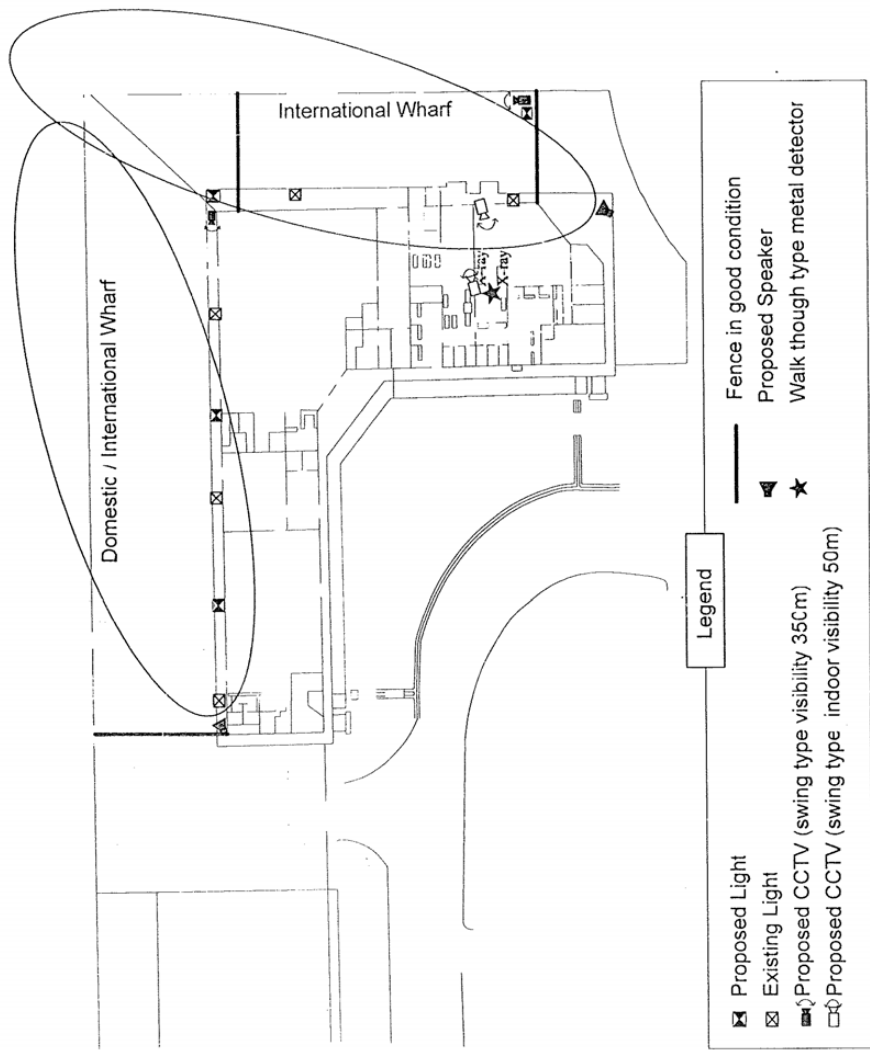 International Wharf
Domestic / International Wharf
X-ray
X-ray
Legend
Proposed Light
Existing Light
Proposed CCTV (swing type visibility 350m)
Proposed CCTV (swing type indoor visibility 50m)
Fence in good condition
Proposed Speaker
Walk though type metal detector